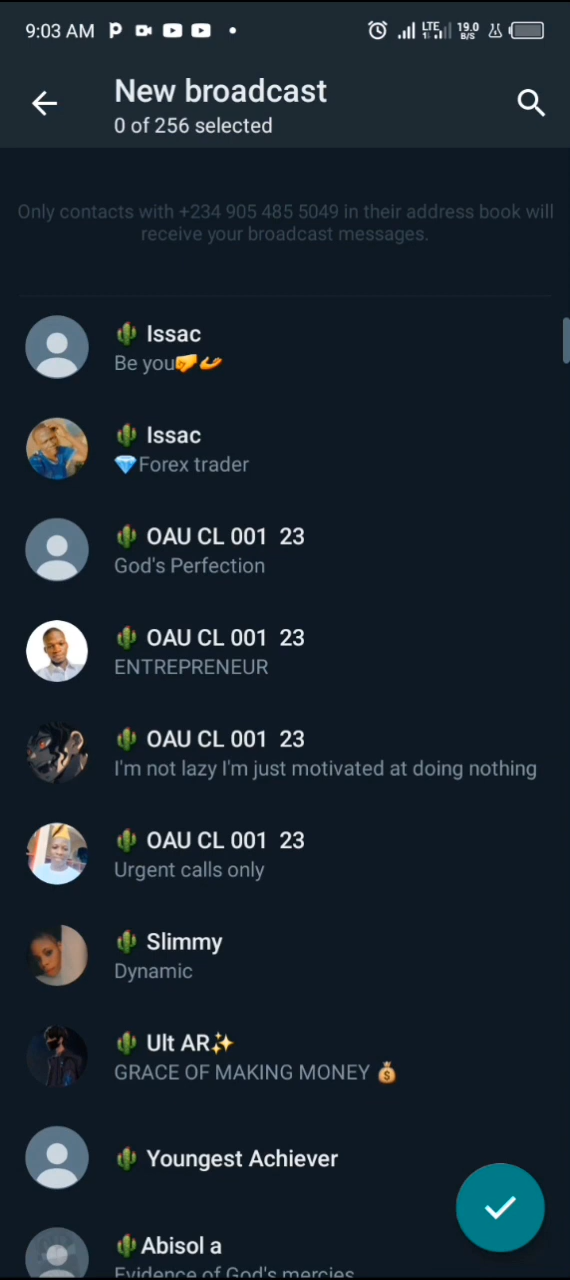 9:03 AM
LTE
19.0
B/S
New broadcast
0 of 256 selected
Only contacts with +234 905 485 5049 in their address book will
receive your broadcast messages.
🌵 Issac
Be you🤛🫴
🌵 Issac
💎Forex trader
🌵 OAU CL 001 23
God's Perfection
🌵 OAU CL 001 23
ENTREPRENEUR
🌵 OAU CL 001 23
I'm not lazy I'm just motivated at doing nothing
🌵 OAU CL 001 23
Urgent calls only
🌵 Slimmy
Dynamic
🌵 Ult AR✨
GRACE OF MAKING MONEY 💰
🌵 Youngest Achiever
🌵Abisol a
Evidence of God's mercies